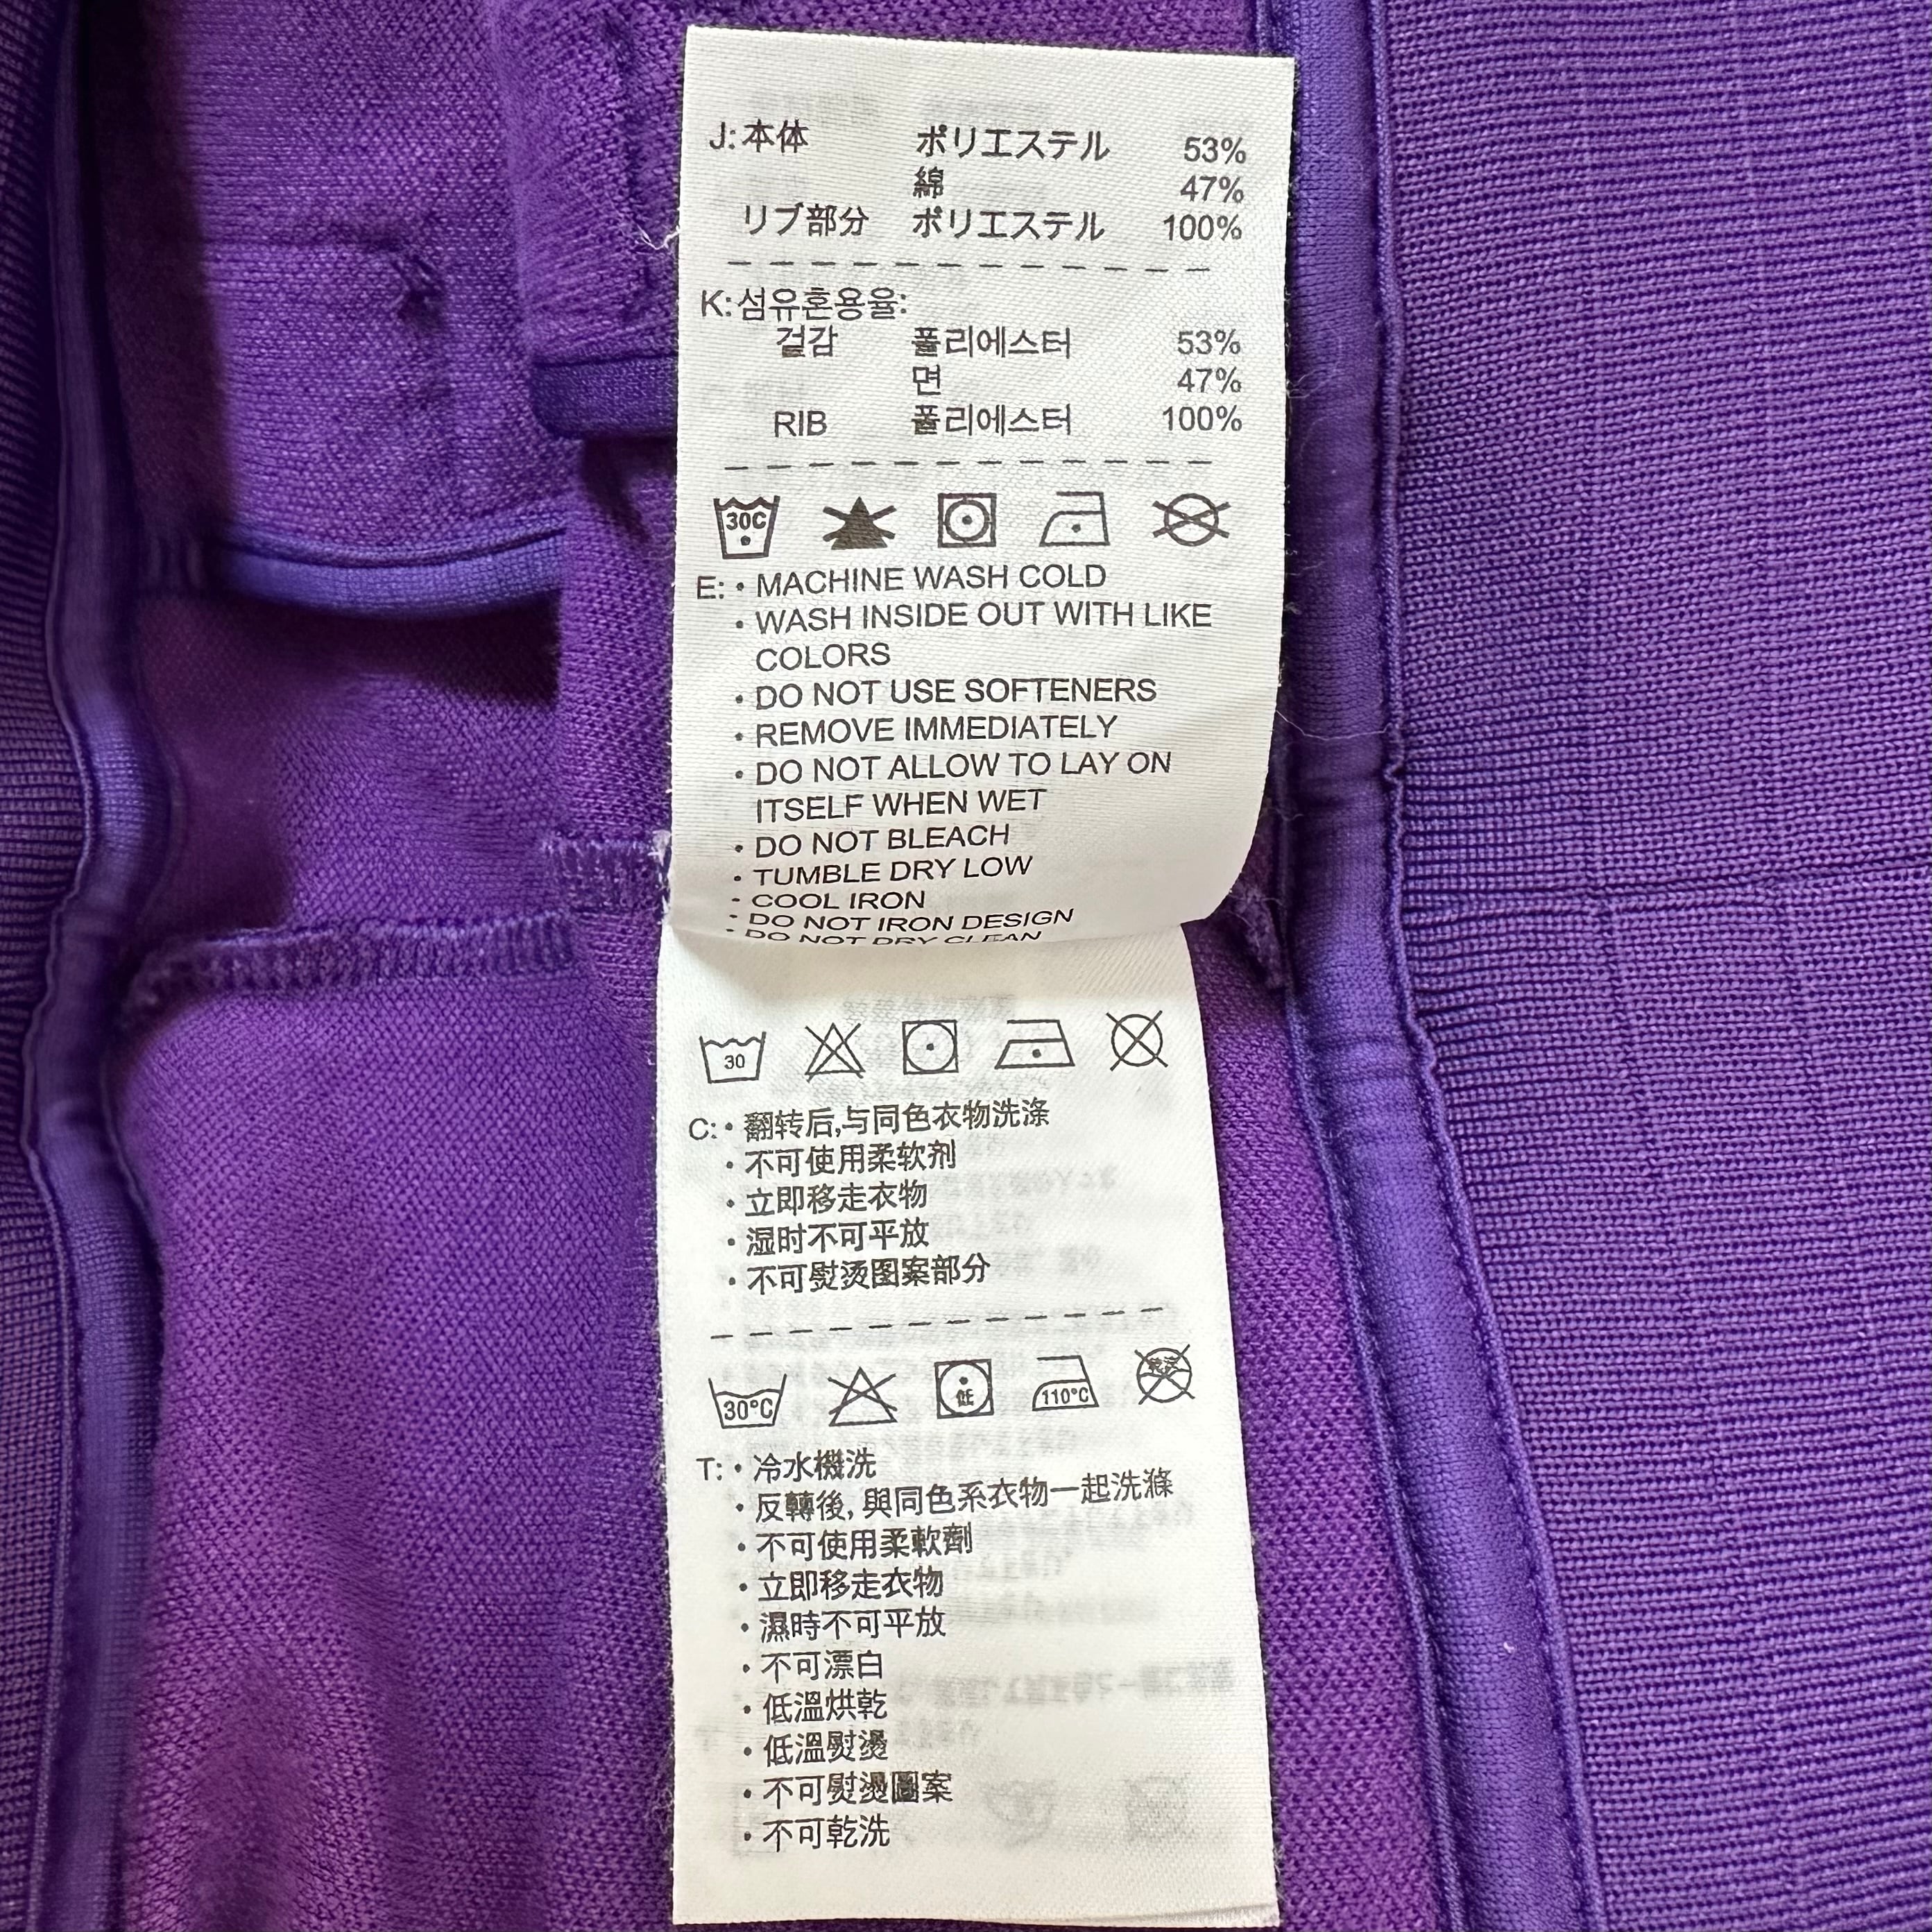 J: 本体 ポリエステル 53%
綿 47%
リブ部分 ポリエステル 100%
K: 섬유혼용율:
겉감 폴리에스터 53%
면 47%
RIB 폴리에스터 100%
30C
E: • MACHINE WASH COLD
• WASH INSIDE OUT WITH LIKE
COLORS
• DO NOT USE SOFTENERS
• REMOVE IMMEDIATELY
• DO NOT ALLOW TO LAY ON
ITSELF WHEN WET
• DO NOT BLEACH
• TUMBLE DRY LOW
• COOL IRON
• DO NOT IRON DESIGN
• DO NOT DRY CLEAN
30
C: • 翻转后,与同色衣物洗涤
• 不可使用柔软剂
• 立即移走衣物
• 湿时不可平放
• 不可熨烫图案部分
30°C 低 110°C 乾洗
T: • 冷水機洗
• 反轉後, 與同色系衣物一起洗滌
• 不可使用柔軟劑
• 立即移走衣物
• 濕時不可平放
• 不可漂白
• 低溫烘乾
• 低溫熨燙
• 不可熨燙圖案
• 不可乾洗